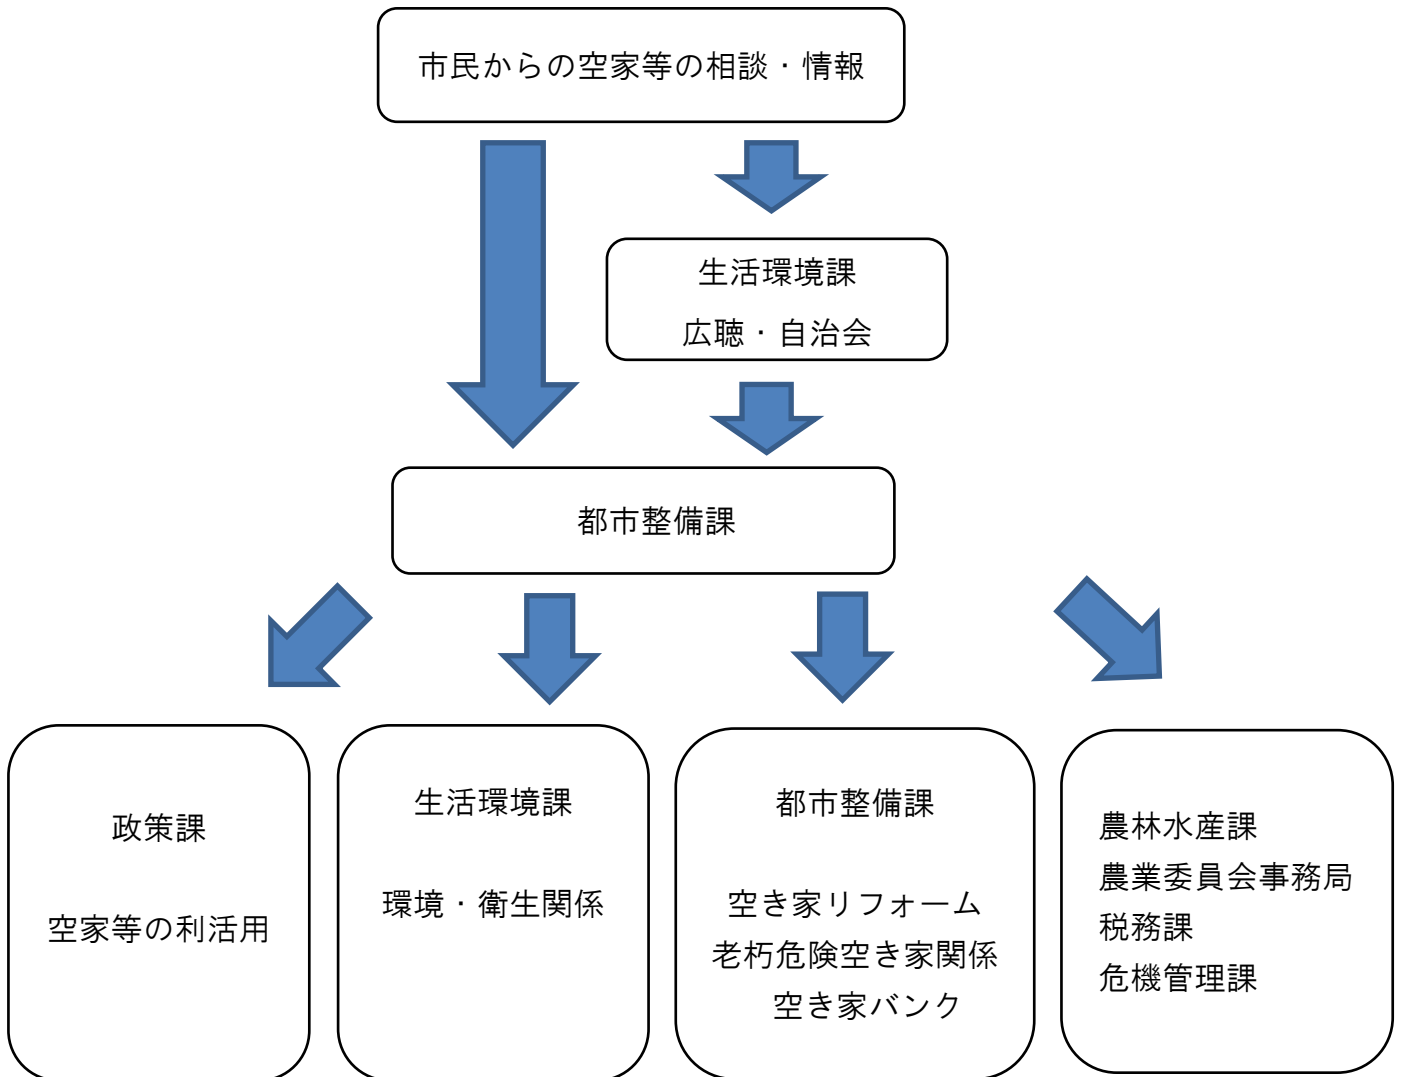 市民からの空家等の相談・情報
生活環境課
広聴・自治会
都市整備課
政策課
空家等の利活用
生活環境課
環境・衛生関係
都市整備課
空き家リフォーム
老朽危険空き家関係
空き家バンク
農林水産課
農業委員会事務局
税務課
危機管理課